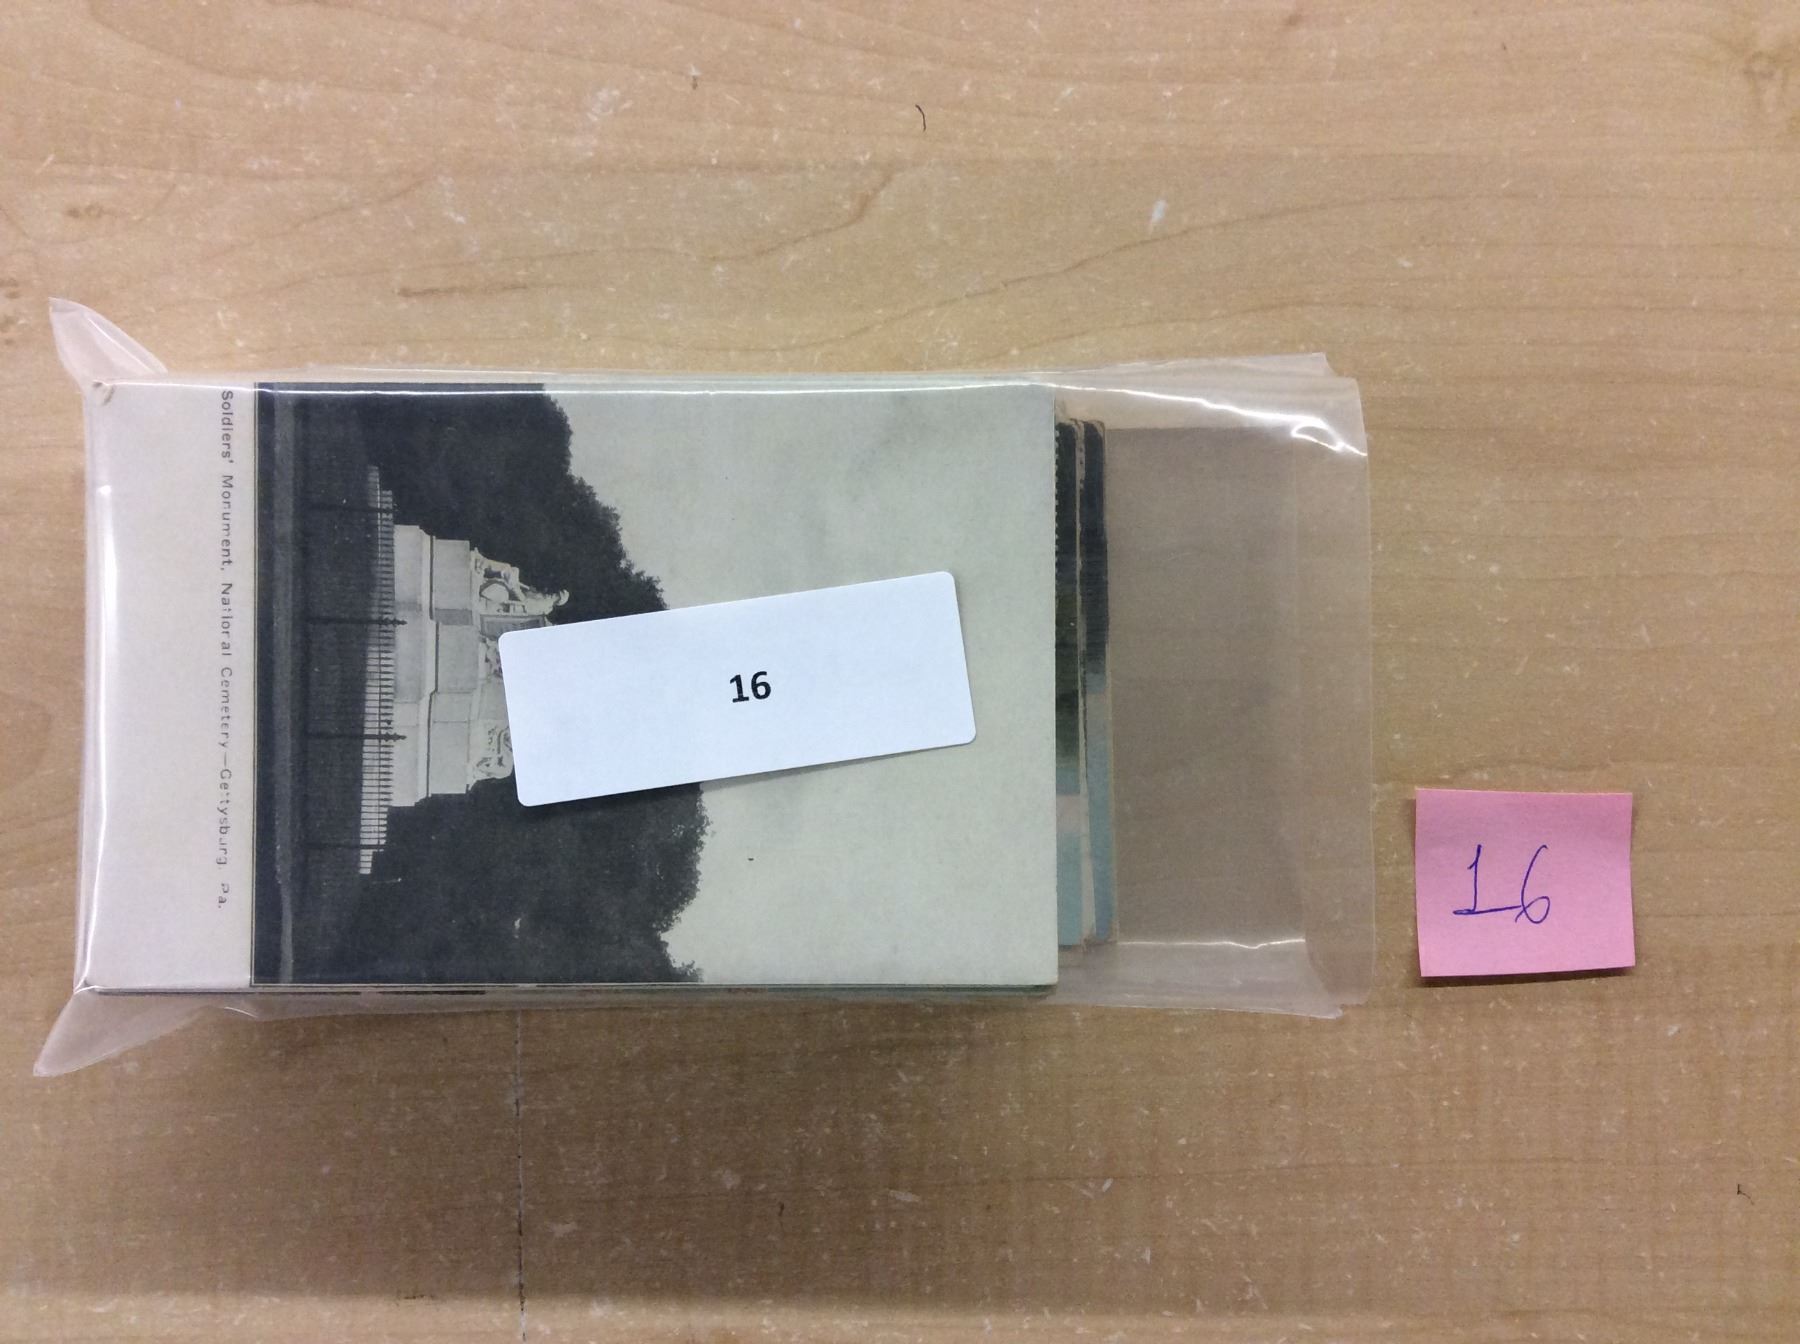 Soldiers' Monument, National Cemetery—Gettysburg, Pa.
16
16